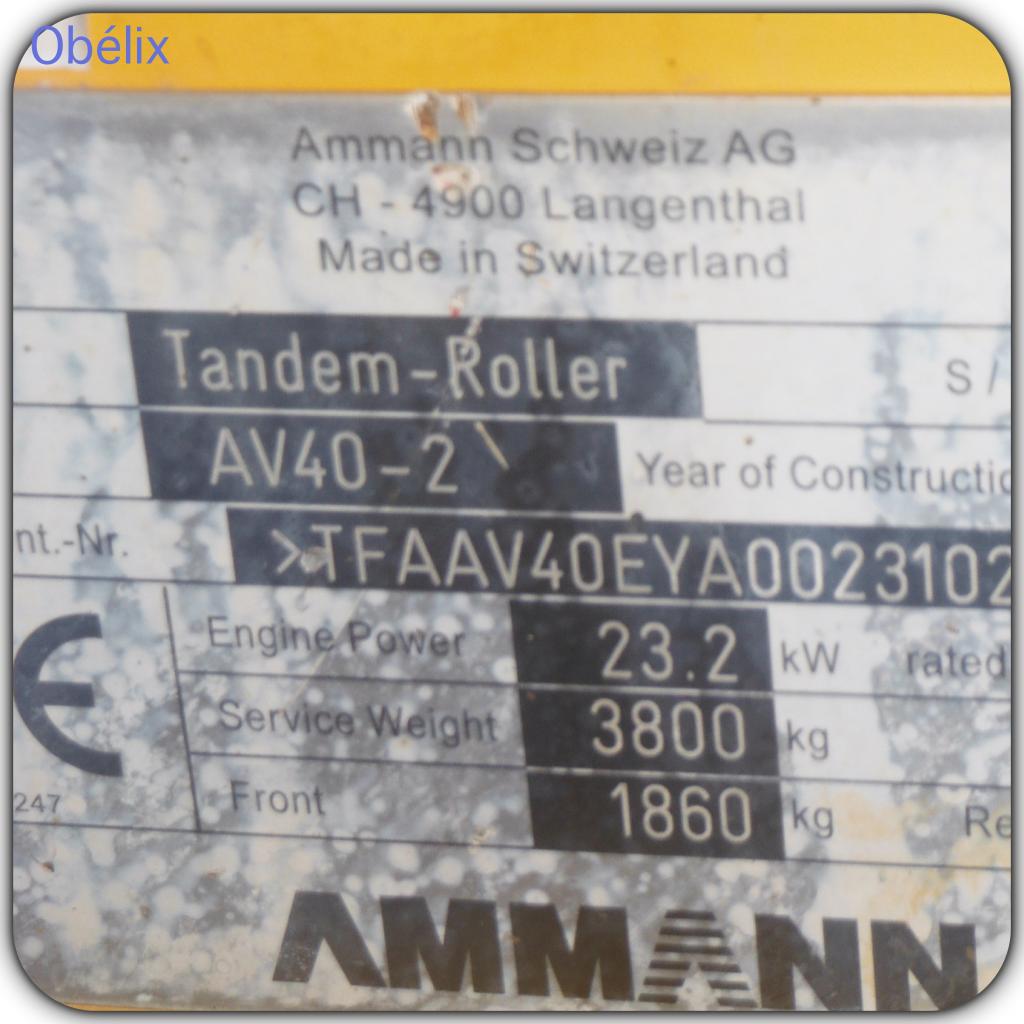 Obélix
Ammann Schweiz AG
CH - 4900 Langenthal
Made in Switzerland
Tandem-Roller S /
AV40-2 Year of Constructio
nt.-Nr. >TFAAV40EYA0023102
Engine Power 23.2 kW rated
CE Service Weight 3800 kg
247 Front 1860 kg Re
AMMANN